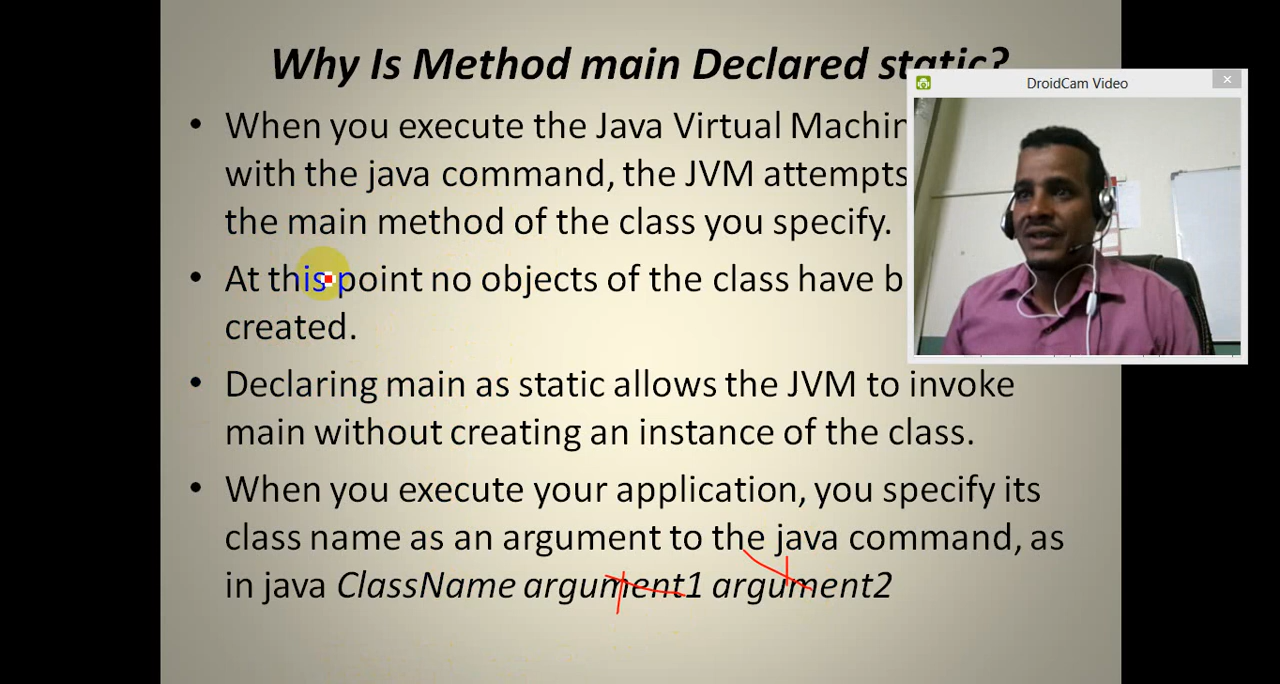 Why Is Method main Declared static?
DroidCam Video
• When you execute the Java Virtual Machin
with the java command, the JVM attempts
the main method of the class you specify.
• At this point no objects of the class have b
created.
• Declaring main as static allows the JVM to invoke
main without creating an instance of the class.
• When you execute your application, you specify its
class name as an argument to the java command, as
in java ClassName argument1 argument2